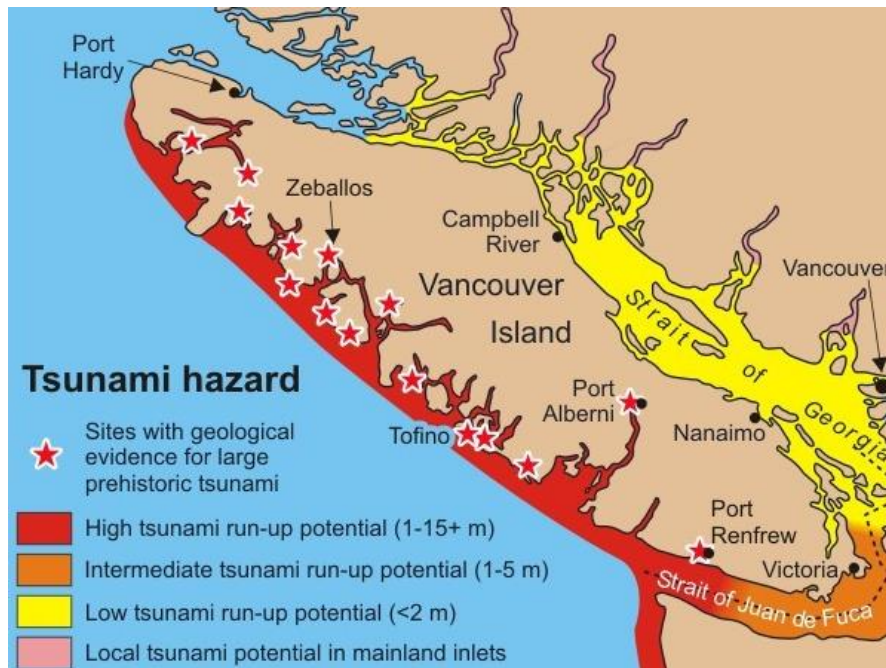 Port
Hardy
Zeballos
Campbell
River
Vancouver
Vancouver
Island
Strait of Georgia
Tsunami hazard
Port
Alberni
Sites with geological
evidence for large
prehistoric tsunami
Tofino
Nanaimo
High tsunami run-up potential (1-15+ m)
Port
Renfrew
Intermediate tsunami run-up potential (1-5 m)
Victoria
Strait of Juan de Fuca
Low tsunami run-up potential (<2 m)
Local tsunami potential in mainland inlets